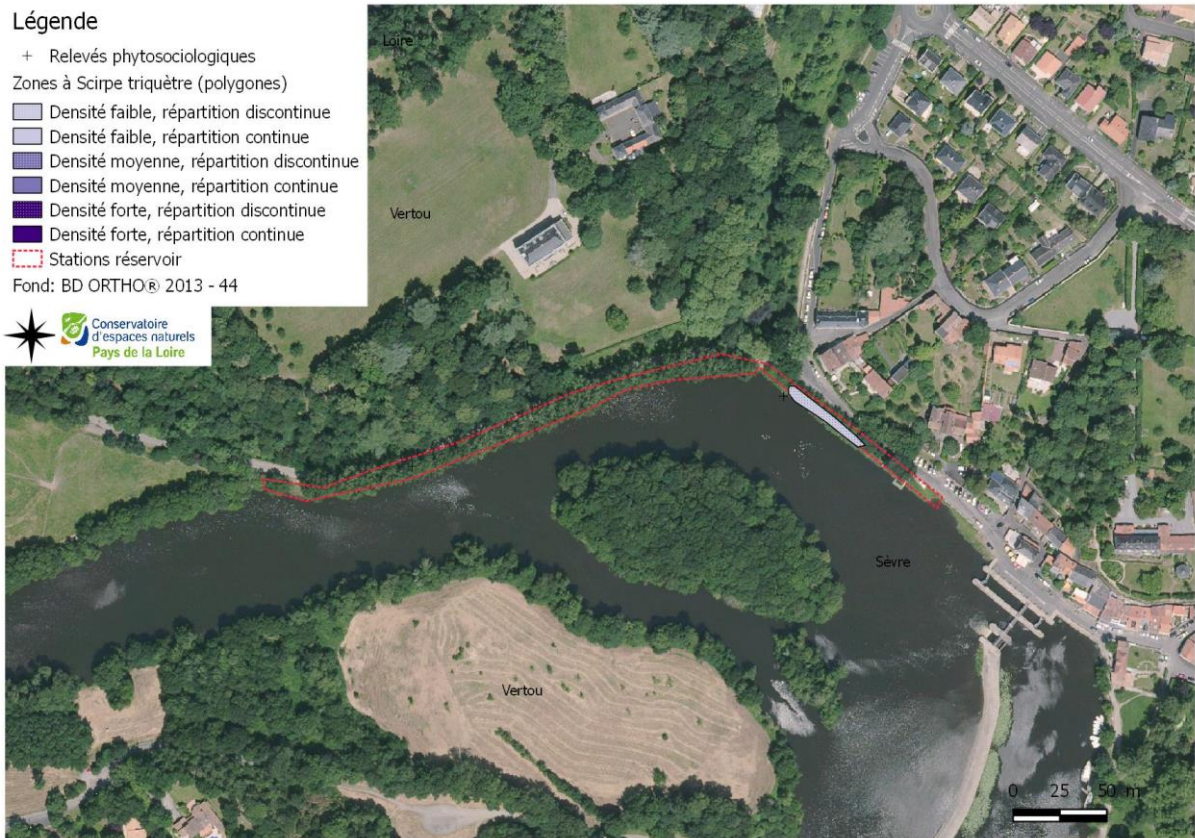 Légende
+ Relevés phytosociologiques
Zones à Scirpe triquètre (polygones)
Densité faible, répartition discontinue
Densité faible, répartition continue
Densité moyenne, répartition discontinue
Densité moyenne, répartition continue
Densité forte, répartition discontinue
Densité forte, répartition continue
Stations réservoir
Fond: BD ORTHO® 2013 - 44
Conservatoire
d'espaces naturels
Pays de la Loire
Loire
Vertou
Sèvre
Vertou
0 25 50 m